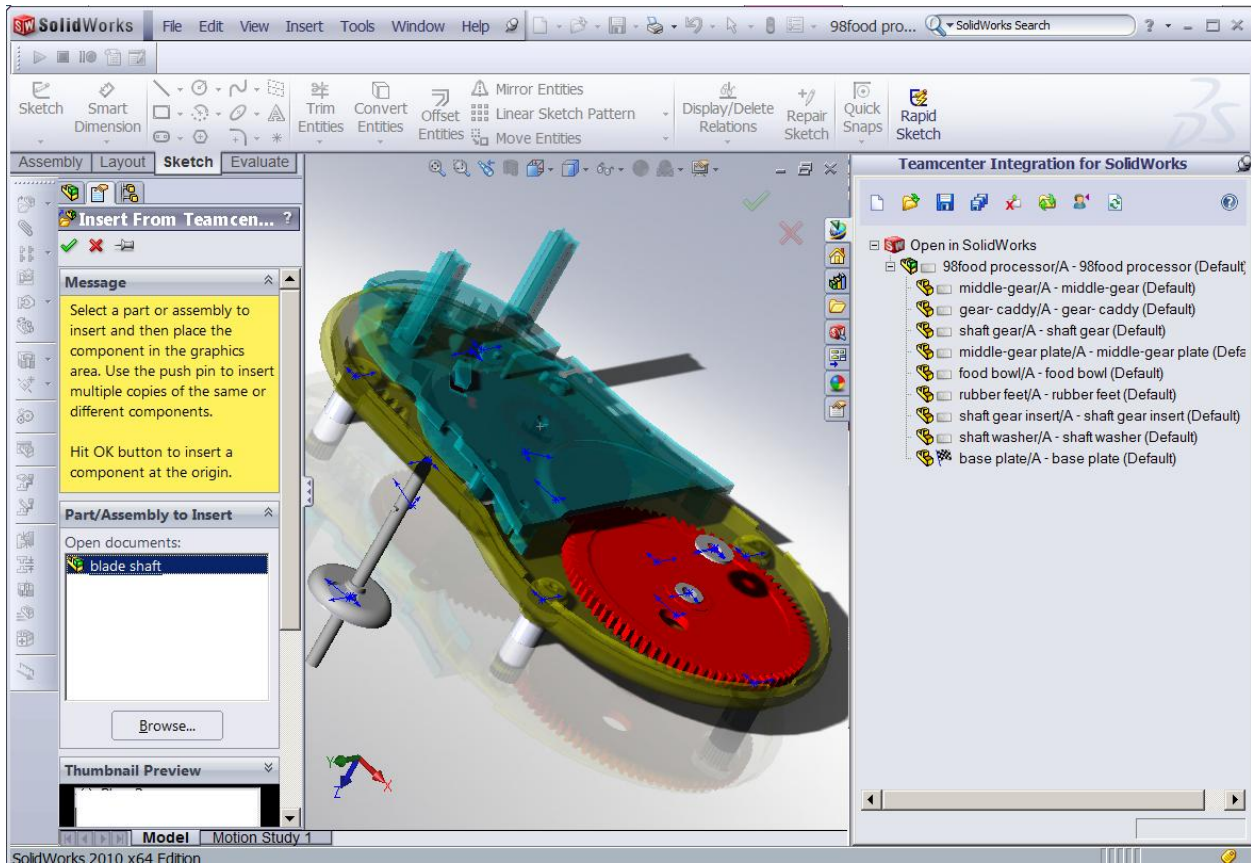 SolidWorks File Edit View Insert Tools Window Help 98food pro... SolidWorks Search ?
Sketch
Smart Dimension
Trim Entities
Convert Entities
Offset Entities
Mirror Entities
Linear Sketch Pattern
Move Entities
Display/Delete Relations
Repair Sketch
Quick Snaps
Rapid Sketch
Assembly Layout Sketch Evaluate
Insert From Teamcen... ?
Message
Select a part or assembly to
insert and then place the
component in the graphics
area. Use the push pin to insert
multiple copies of the same or
different components.
Hit OK button to insert a
component at the origin.
Part/Assembly to Insert
Open documents:
blade shaft
Browse...
Thumbnail Preview
Y
Z
X
Model Motion Study 1
Teamcenter Integration for SolidWorks
Open in SolidWorks
98food processor/A - 98food processor (Default
middle-gear/A - middle-gear (Default)
gear- caddy/A - gear- caddy (Default)
shaft gear/A - shaft gear (Default)
middle-gear plate/A - middle-gear plate (Defa
food bowl/A - food bowl (Default)
rubber feet/A - rubber feet (Default)
shaft gear insert/A - shaft gear insert (Default)
shaft washer/A - shaft washer (Default)
base plate/A - base plate (Default)
SolidWorks 2010 x64 Edition